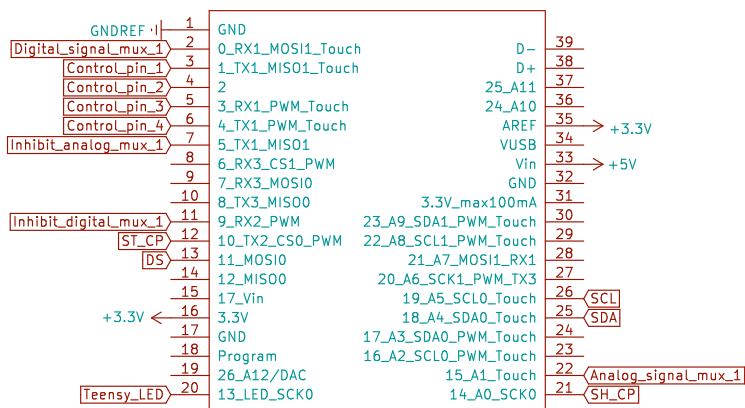 GNDREF 1 GND
Digital_signal_mux_1 2 0_RX1_MOSI1_Touch D- 39
Control_pin_1 3 1_TX1_MISO1_Touch D+ 38
Control_pin_2 4 2 25_A11 37
Control_pin_3 5 3_RX1_PWM_Touch 24_A10 36
Control_pin_4 6 4_TX1_PWM_Touch AREF 35 +3.3V
Inhibit_analog_mux_1 7 5_TX1_MISO1 VUSB 34
8 6_RX3_CS1_PWM Vin 33 +5V
9 7_RX3_MOSI0 GND 32
10 8_TX3_MISO0 3.3V_max100mA 31
Inhibit_digital_mux_1 11 9_RX2_PWM 23_A9_SDA1_PWM_Touch 30
ST_CP 12 10_TX2_CS0_PWM 22_A8_SCL1_PWM_Touch 29
DS 13 11_MOSI0 21_A7_MOSI1_RX1 28
14 12_MISO0 20_A6_SCK1_PWM_TX3 27
15 17_Vin 19_A5_SCL0_Touch 26 SCL
+3.3V 16 3.3V 18_A4_SDA0_Touch 25 SDA
17 GND 17_A3_SDA0_PWM_Touch 24
18 Program 16_A2_SCL0_PWM_Touch 23
19 26_A12/DAC 15_A1_Touch 22 Analog_signal_mux_1
Teensy_LED 20 13_LED_SCK0 14_A0_SCK0 21 SH_CP